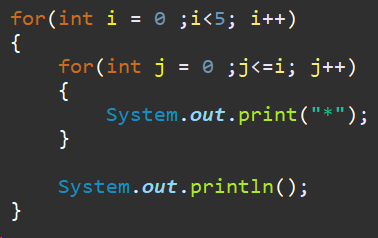 for(int i = 0 ;i<5; i++)
{
    for(int j = 0 ;j<=i; j++)
    {
        System.out.print("*");
    }

    System.out.println();
}